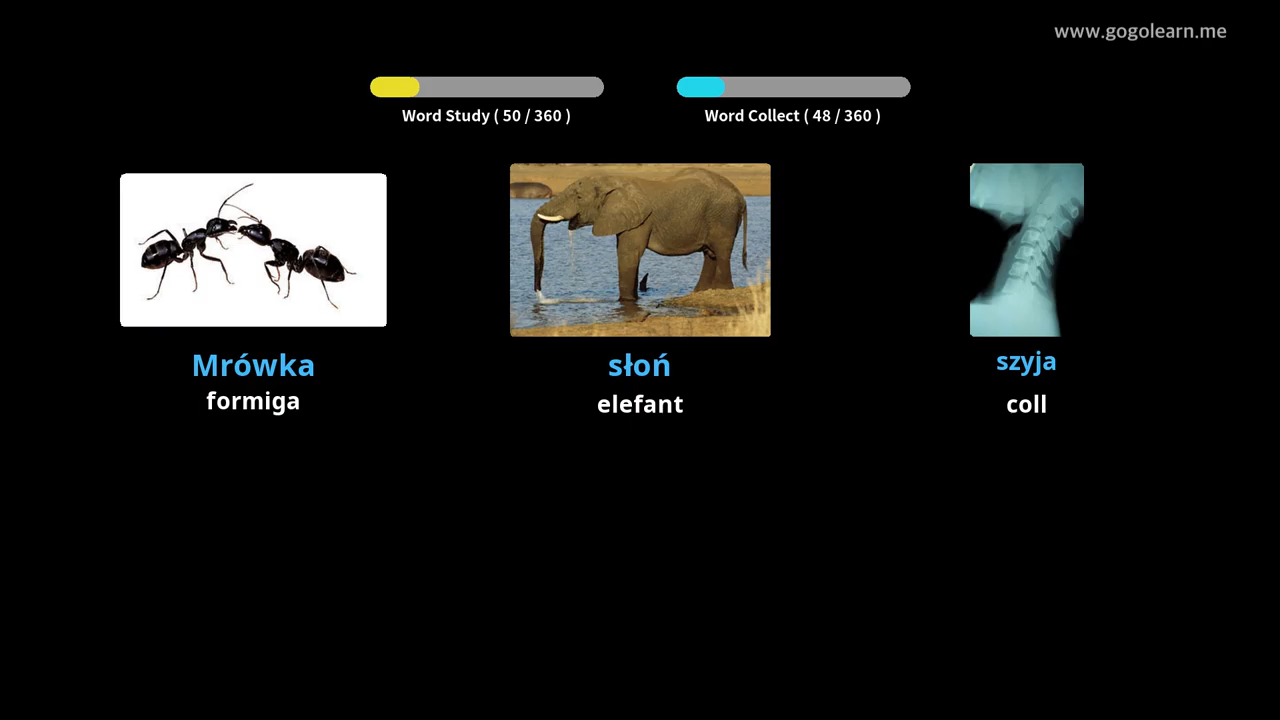 www.gogolearn.me
Word Study ( 50 / 360 )
Word Collect ( 48 / 360 )
Mrówka
formiga
słoń
elefant
szyja
coll